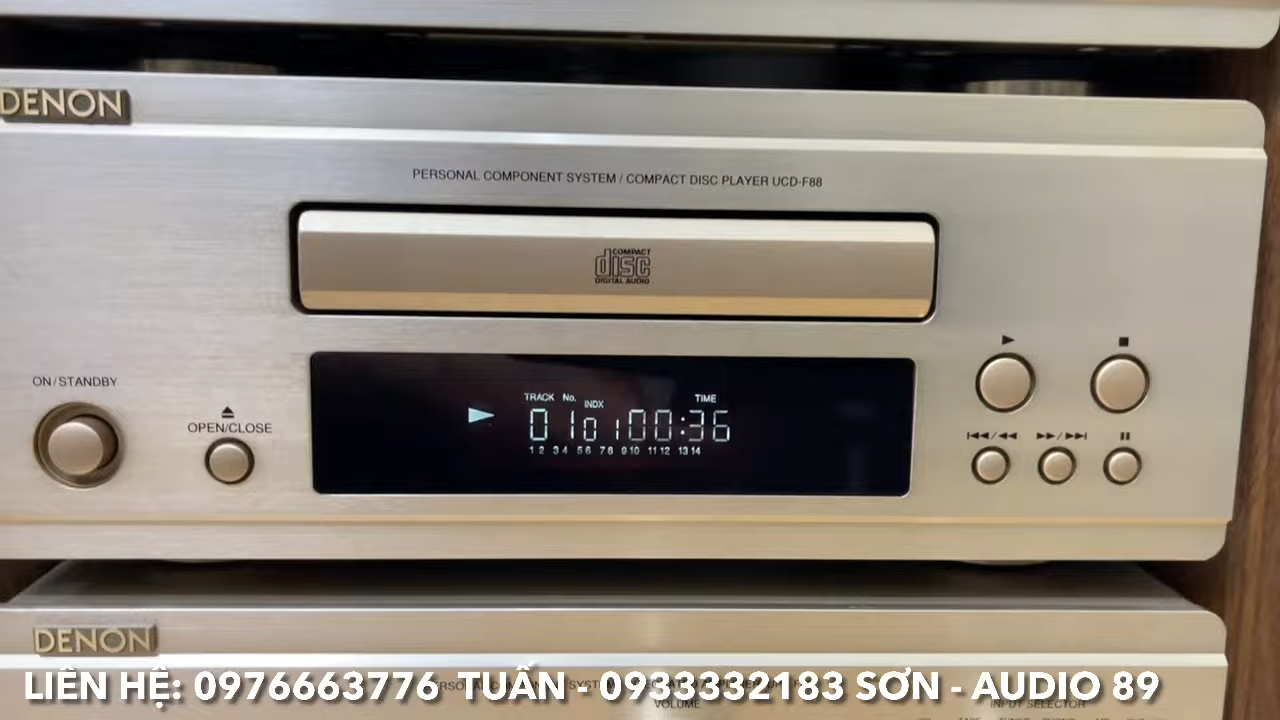 DENON
PERSONAL COMPONENT SYSTEM / COMPACT DISC PLAYER UCD-F88
COMPACT
disc
DIGITAL AUDIO
ON/STANDBY
OPEN/CLOSE
TRACK No. INDX TIME
01 01 00:36
1 2 3 4 5 6 7 8 9 10 11 12 13 14
DENON
VOLUME
INPUT SELECTOR
LIÊN HỆ: 0976663776 TUẤN - 0933332183 SƠN - AUDIO 89